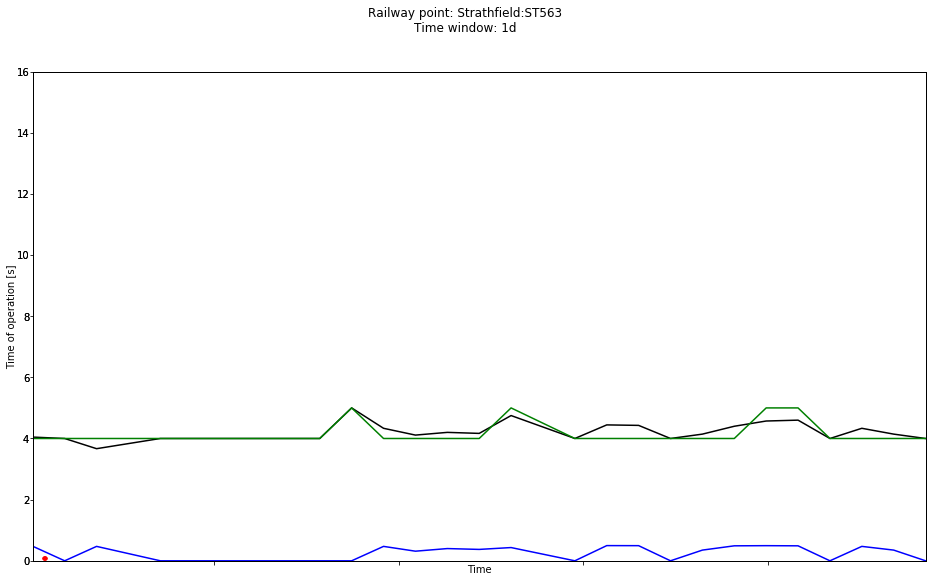 Railway point: Strathfield:ST563
Time window: 1d
16
14
12
10
8
6
4
2
0
Time of operation [s]
Time